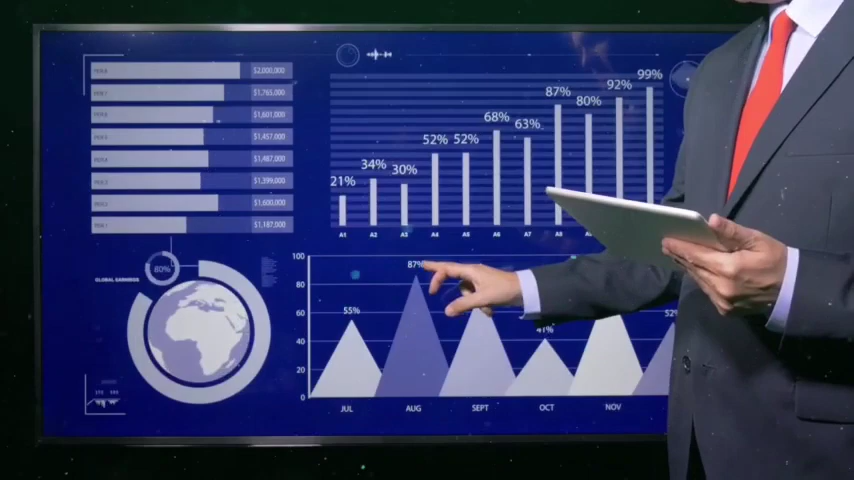 $2,000,000
$1,765,000
$1,601,000
$1,457,000
$1,487,000
$1,399,000
$1,600,000
$1,187,000
21%
34%
30%
52%
52%
68%
63%
87%
80%
92%
99%
A1
A2
A3
A4
A5
A6
A7
A8
GLOBAL EARNINGS
80%
100
80
60
40
20
0
55%
87%
41%
52%
JUL
AUG
SEPT
OCT
NOV